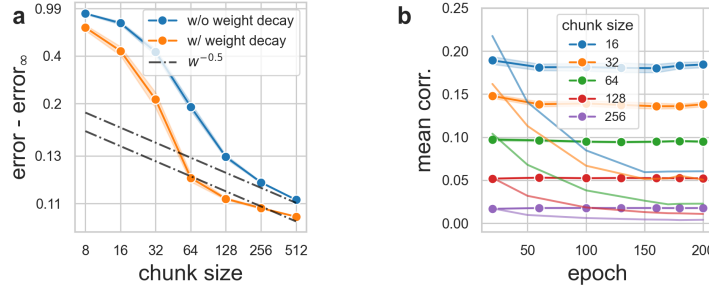 a
error - error∞
0.99
0.4
0.2
0.13
0.11
w/o weight decay
w/ weight decay
w^−0.5
8 16 32 64 128 256 512
chunk size
b
mean corr.
0.25
0.20
0.15
0.10
0.05
0.00
chunk size
16
32
64
128
256
50 100 150 200
epoch